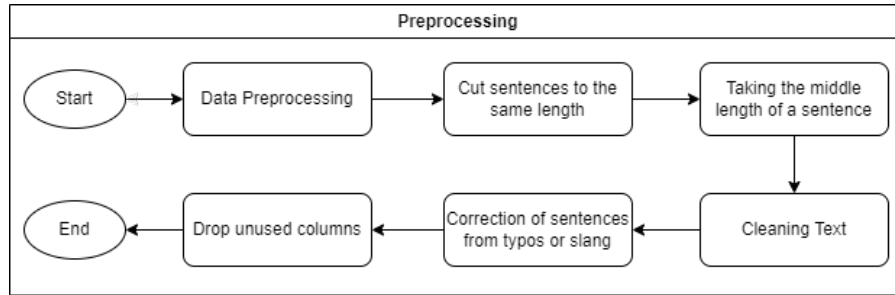 Preprocessing
Start
Data Preprocessing
Cut sentences to the
same length
Taking the middle
length of a sentence
Cleaning Text
Correction of sentences
from typos or slang
Drop unused columns
End